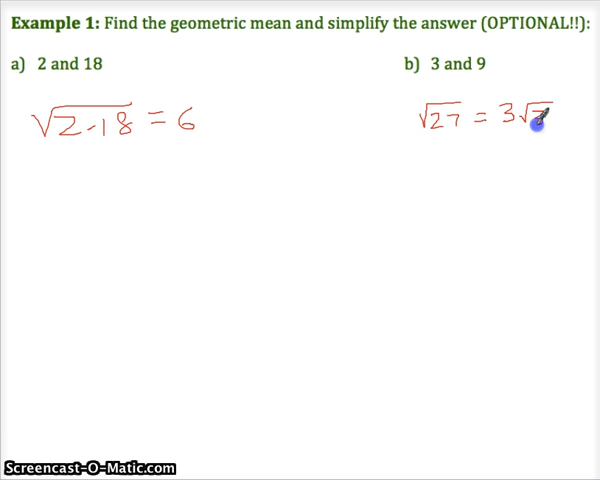 Example 1: Find the geometric mean and simplify the answer (OPTIONAL!!):
a) 2 and 18 b) 3 and 9
√2·18 = 6 √27 = 3√
Screencast-O-Matic.com